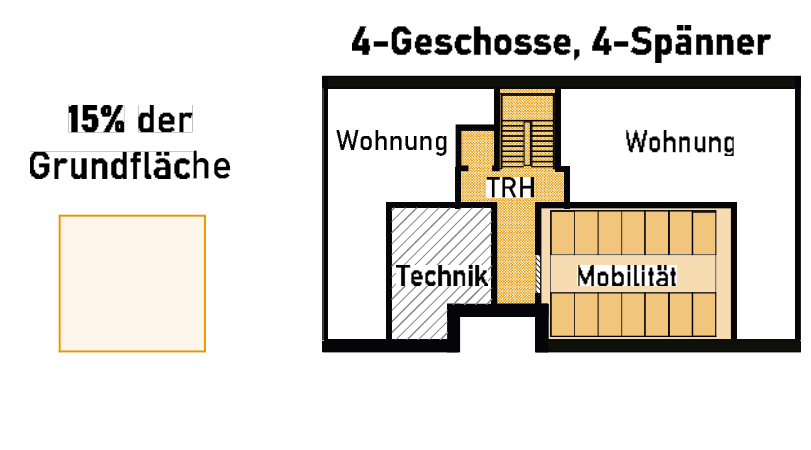 4-Geschosse, 4-Spänner
15% der
Grundfläche
Wohnung
Wohnung
TRH
Technik
Mobilität